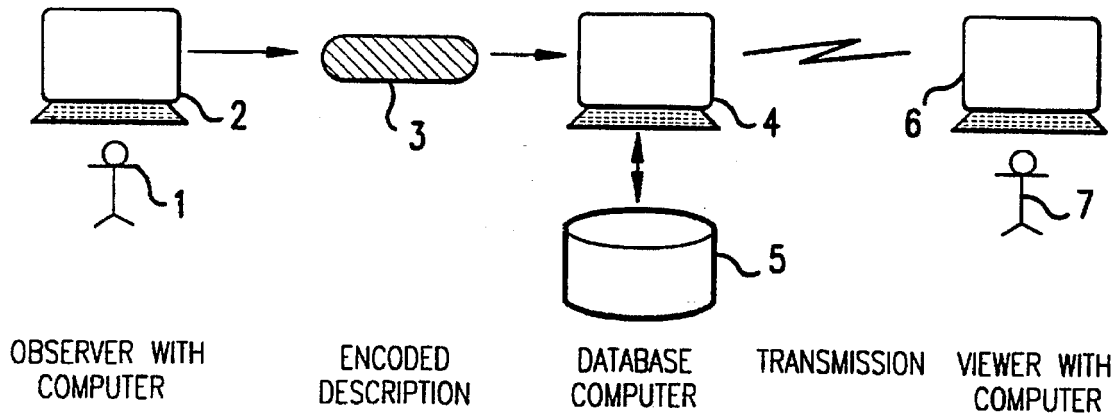 2
3
4
6
1
7
5
OBSERVER WITH
COMPUTER
ENCODED
DESCRIPTION
DATABASE
COMPUTER
TRANSMISSION
VIEWER WITH
COMPUTER